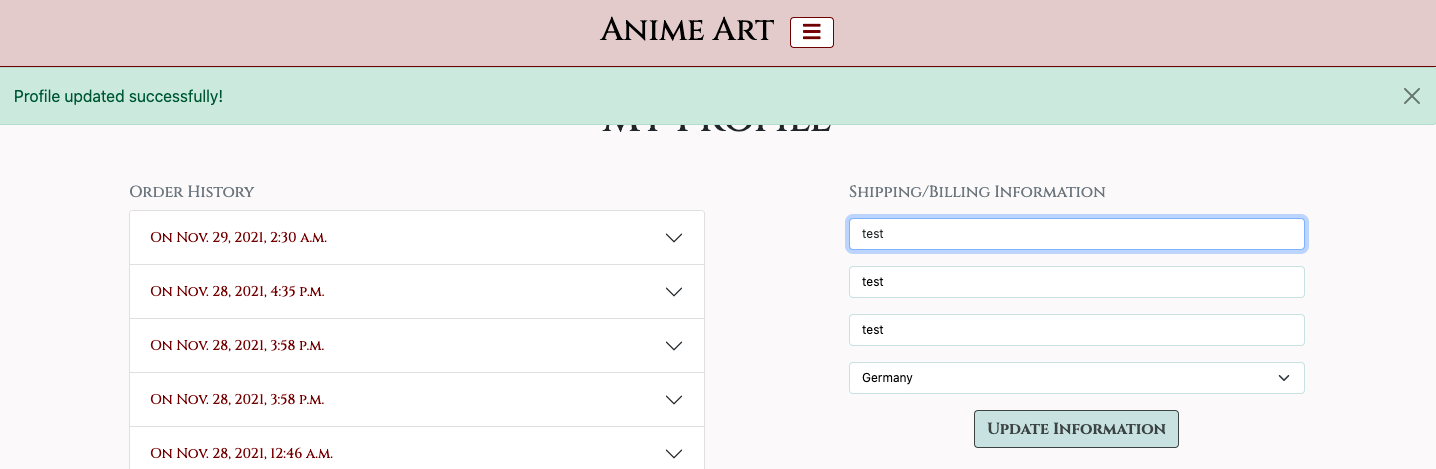 Anime Art
Profile updated successfully!
My Profile
Order History
On Nov. 29, 2021, 2:30 a.m.
On Nov. 28, 2021, 4:35 p.m.
On Nov. 28, 2021, 3:58 p.m.
On Nov. 28, 2021, 3:58 p.m.
On Nov. 28, 2021, 12:46 a.m.
Shipping/Billing Information
test
test
test
Germany
Update Information